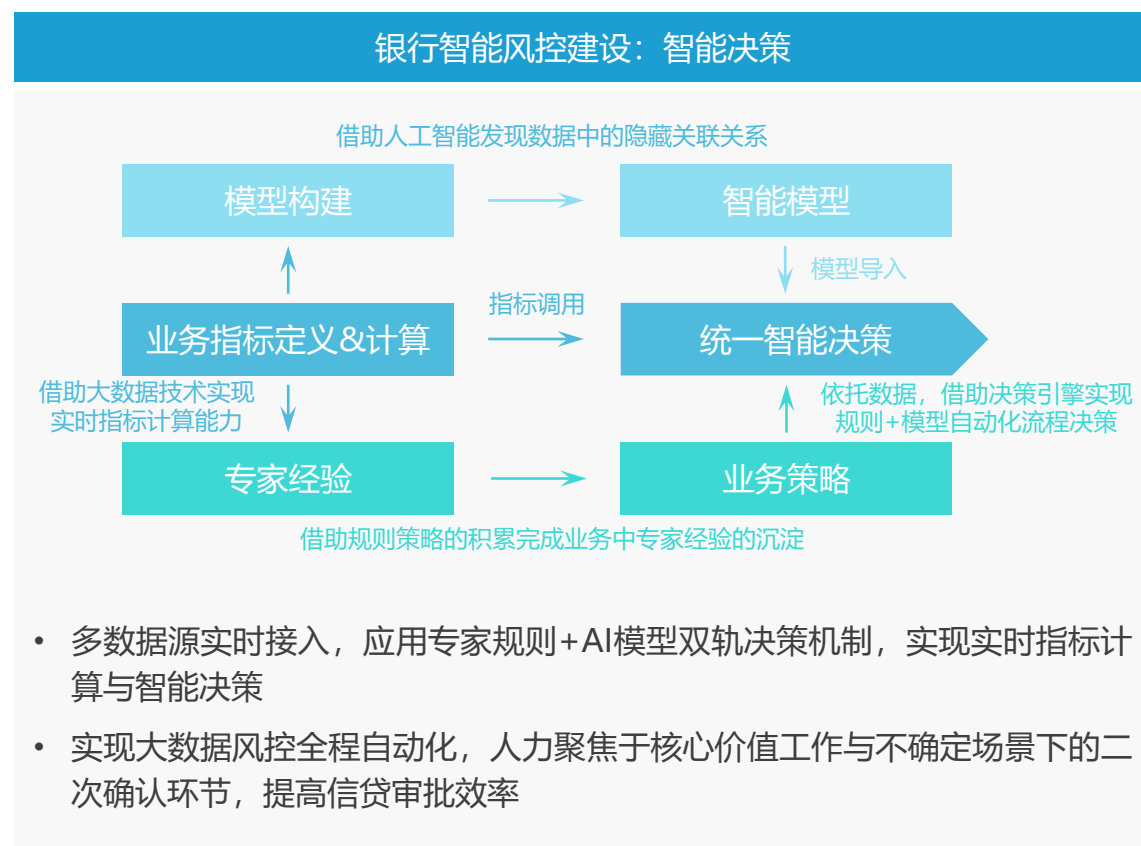 银行智能风控建设：智能决策
借助人工智能发现数据中的隐藏关联关系
模型构建
智能模型
模型导入
指标调用
业务指标定义&计算
统一智能决策
借助大数据技术实现
实时指标计算能力
依托数据，借助决策引擎实现
规则+模型自动化流程决策
专家经验
业务策略
借助规则策略的积累完成业务中专家经验的沉淀
• 多数据源实时接入，应用专家规则+AI模型双轨决策机制，实现实时指标计
算与智能决策
• 实现大数据风控全程自动化，人力聚焦于核心价值工作与不确定场景下的二
次确认环节，提高信贷审批效率